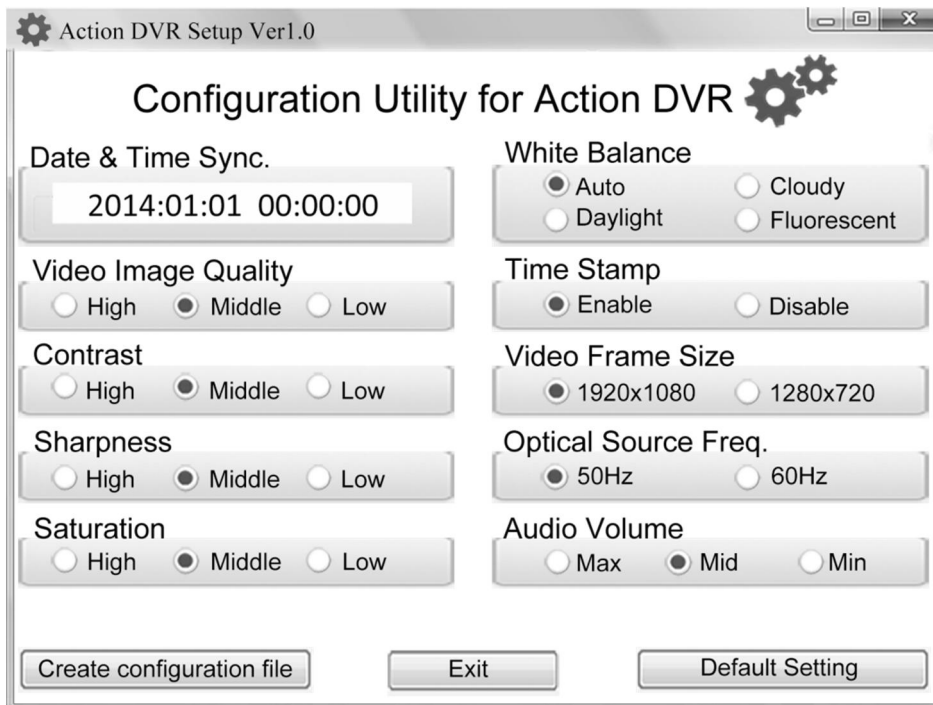 Action DVR Setup Ver1.0
Configuration Utility for Action DVR
Date & Time Sync.
2014:01:01 00:00:00
Video Image Quality
High Middle Low
Contrast
High Middle Low
Sharpness
High Middle Low
Saturation
High Middle Low
White Balance
Auto Cloudy
Daylight Fluorescent
Time Stamp
Enable Disable
Video Frame Size
1920x1080 1280x720
Optical Source Freq.
50Hz 60Hz
Audio Volume
Max Mid Min
Create configuration file Exit Default Setting